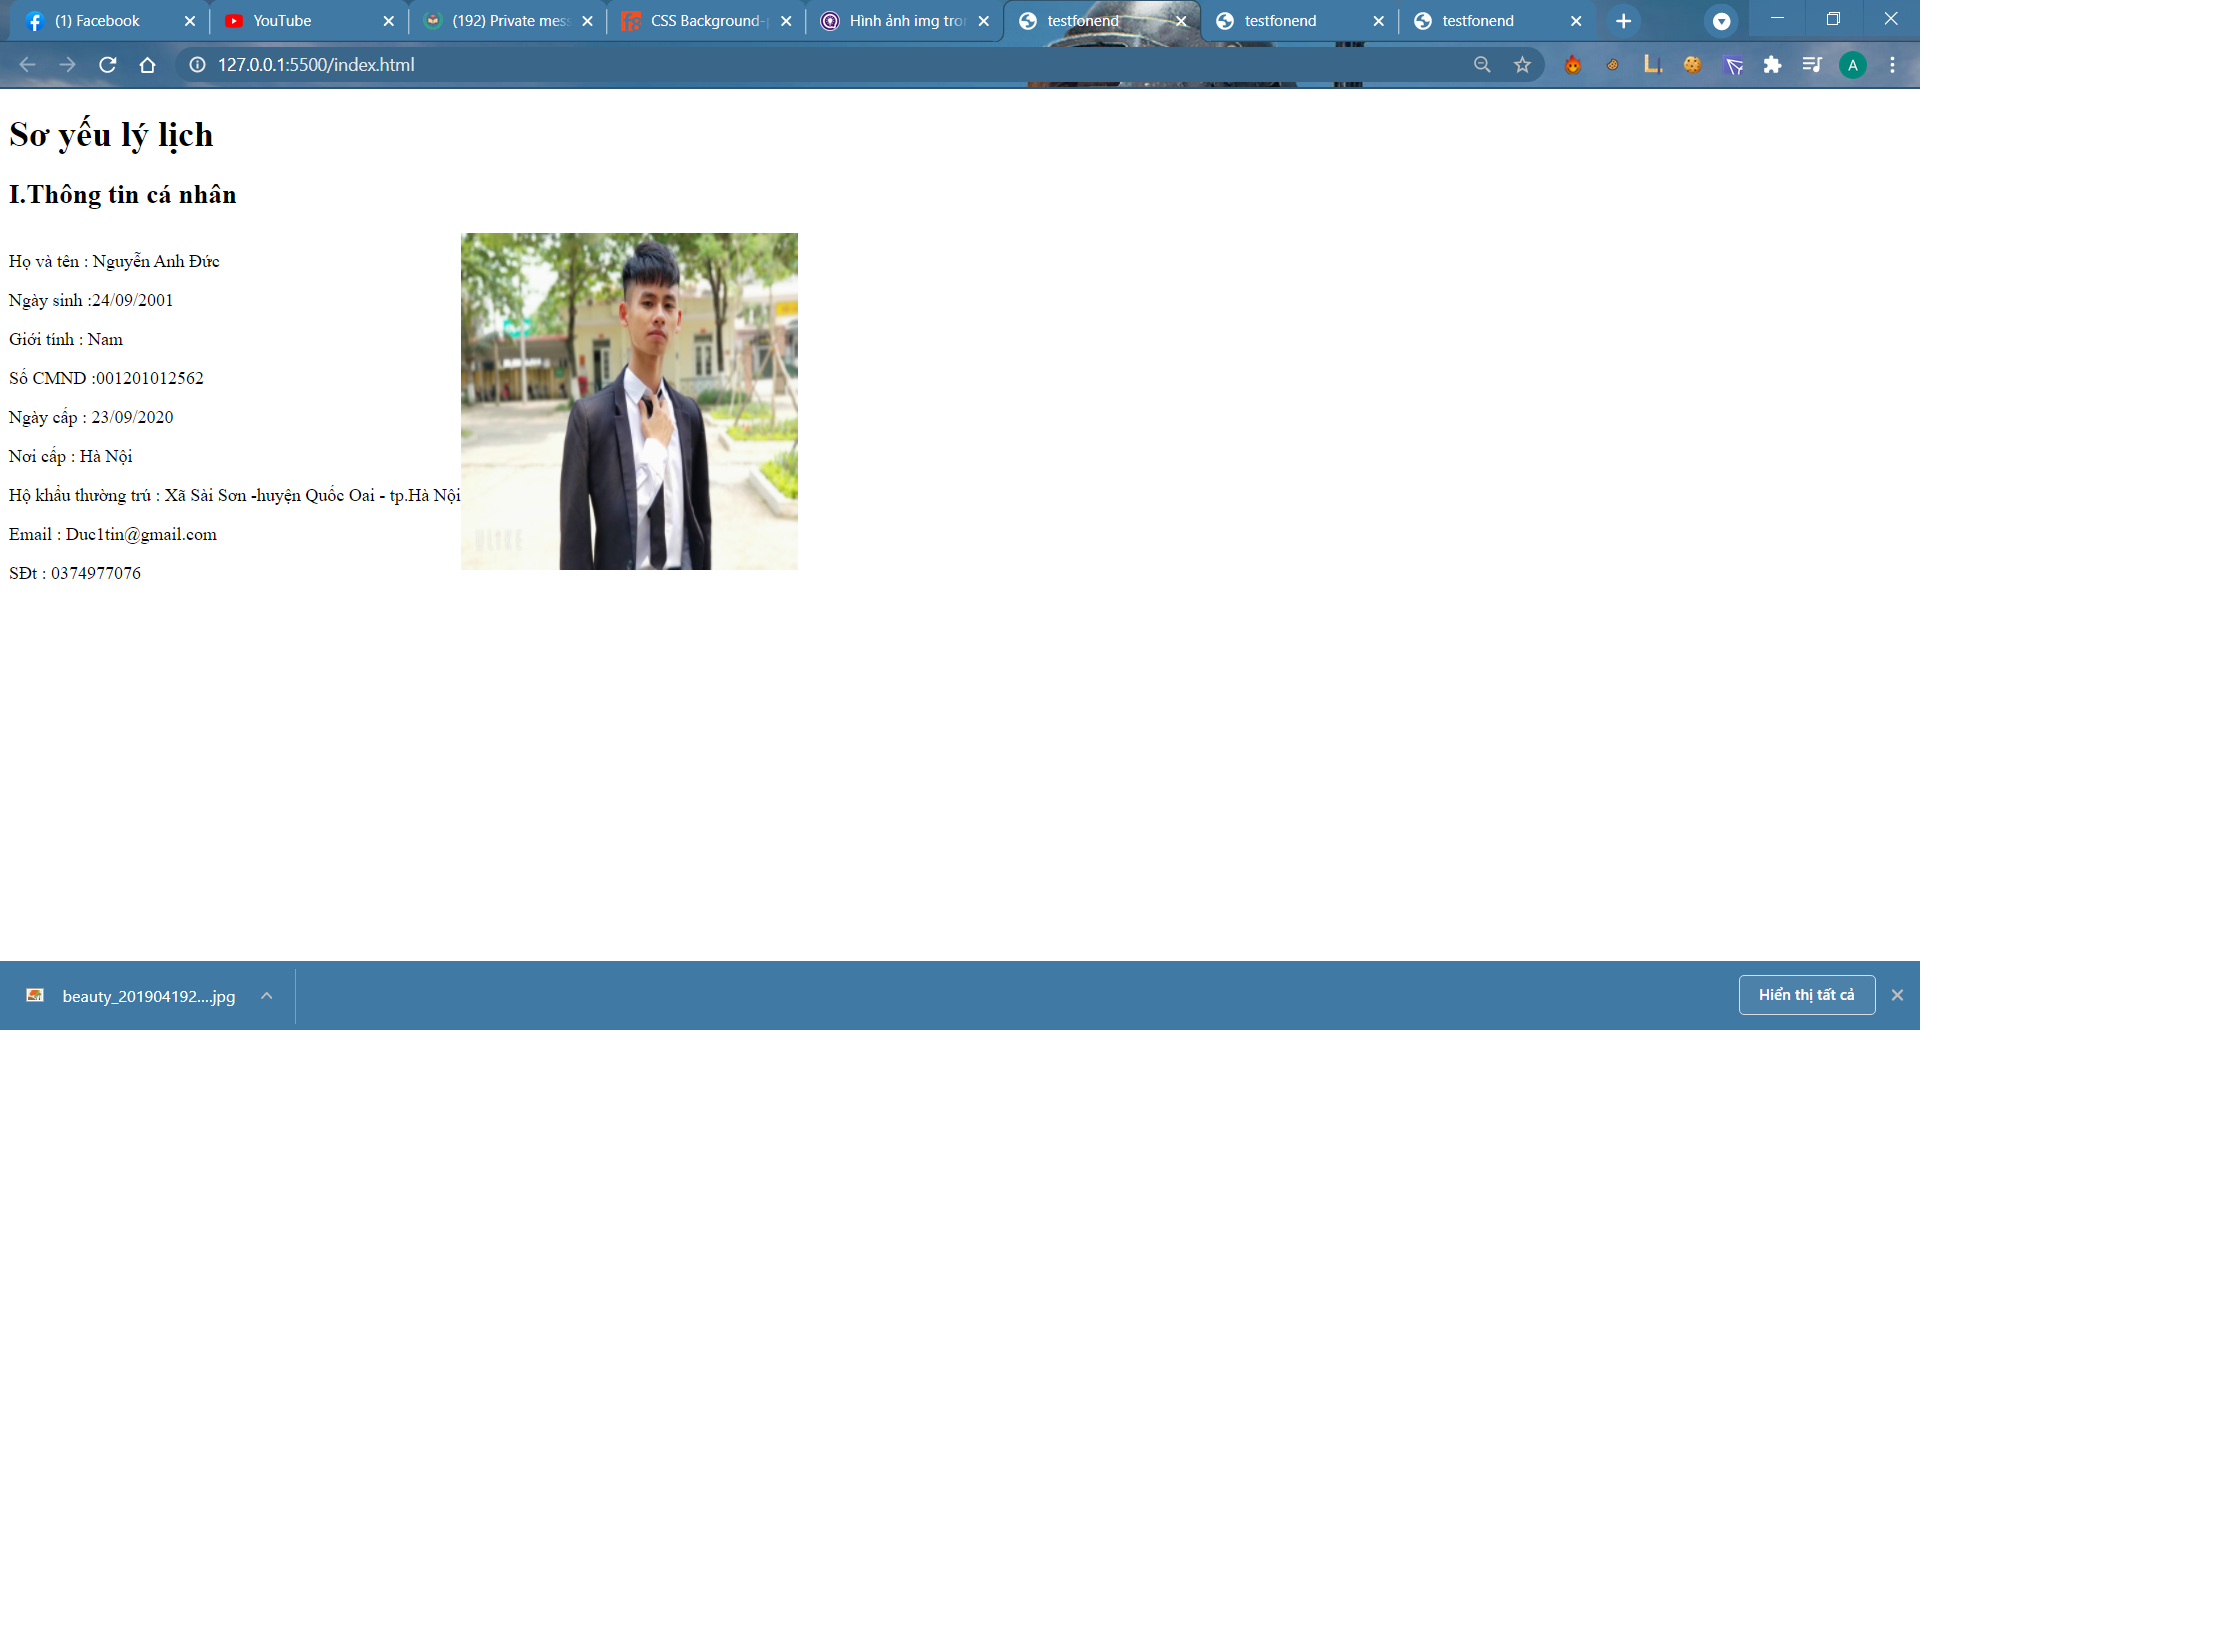 (1) Facebook
YouTube
(192) Private mess
CSS Background-p
Hình ảnh img tron
testfonend
testfonend
testfonend
127.0.0.1:5500/index.html
A
Sơ yếu lý lịch
I.Thông tin cá nhân
Họ và tên : Nguyễn Anh Đức
Ngày sinh :24/09/2001
Giới tính : Nam
Số CMND :001201012562
Ngày cấp : 23/09/2020
Nơi cấp : Hà Nội
Hộ khẩu thường trú : Xã Sài Sơn -huyện Quốc Oai - tp.Hà Nội
Email : Duc1tin@gmail.com
SĐt : 0374977076
ULIKE
beauty_201904192....jpg
Hiển thị tất cả